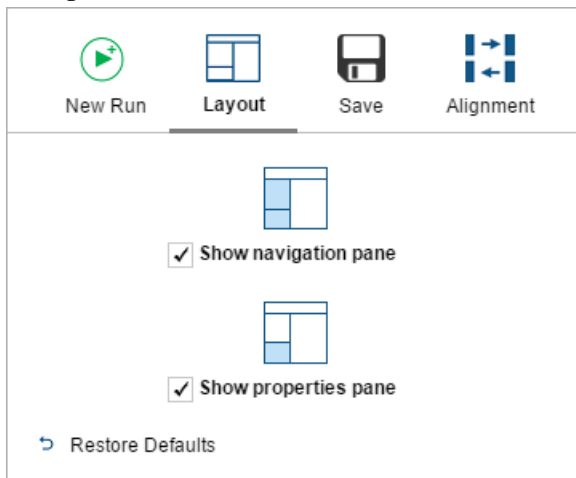 New Run Layout Save Alignment
Show navigation pane
Show properties pane
Restore Defaults